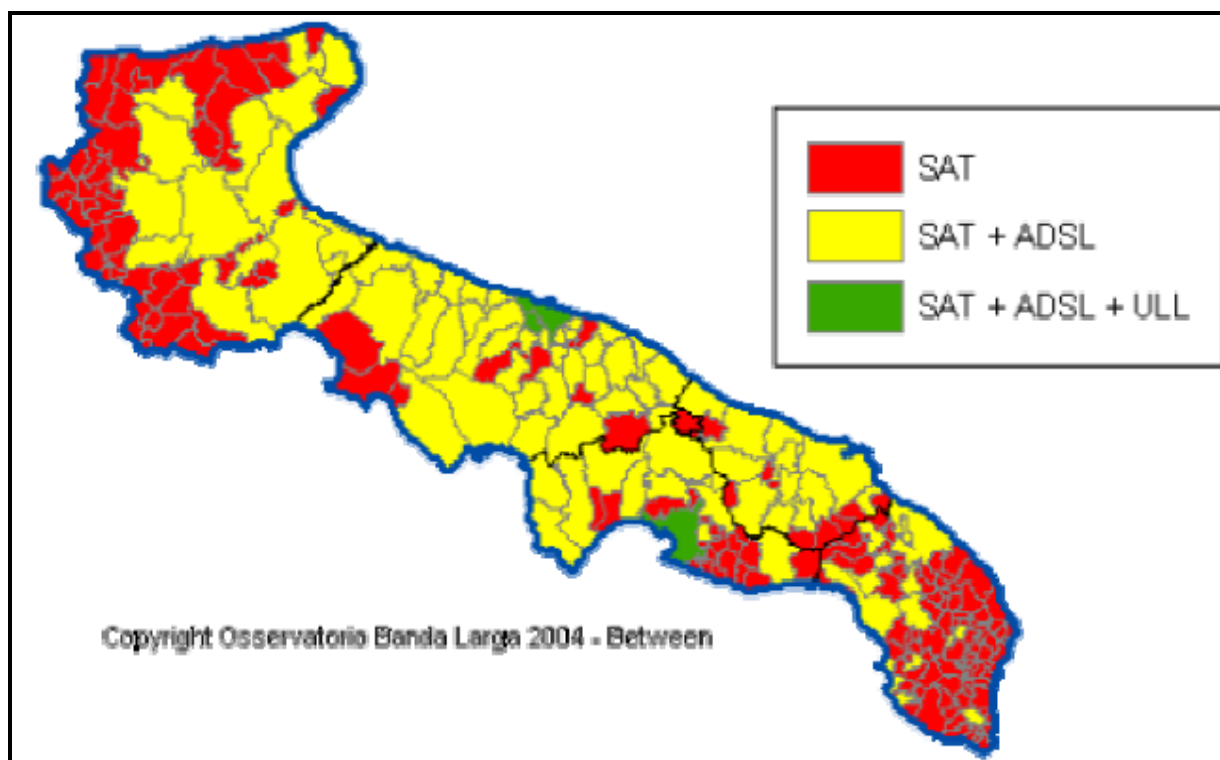 SAT
SAT + ADSL
SAT + ADSL + ULL
Copyright Osservatorio Banda Larga 2004 - Between